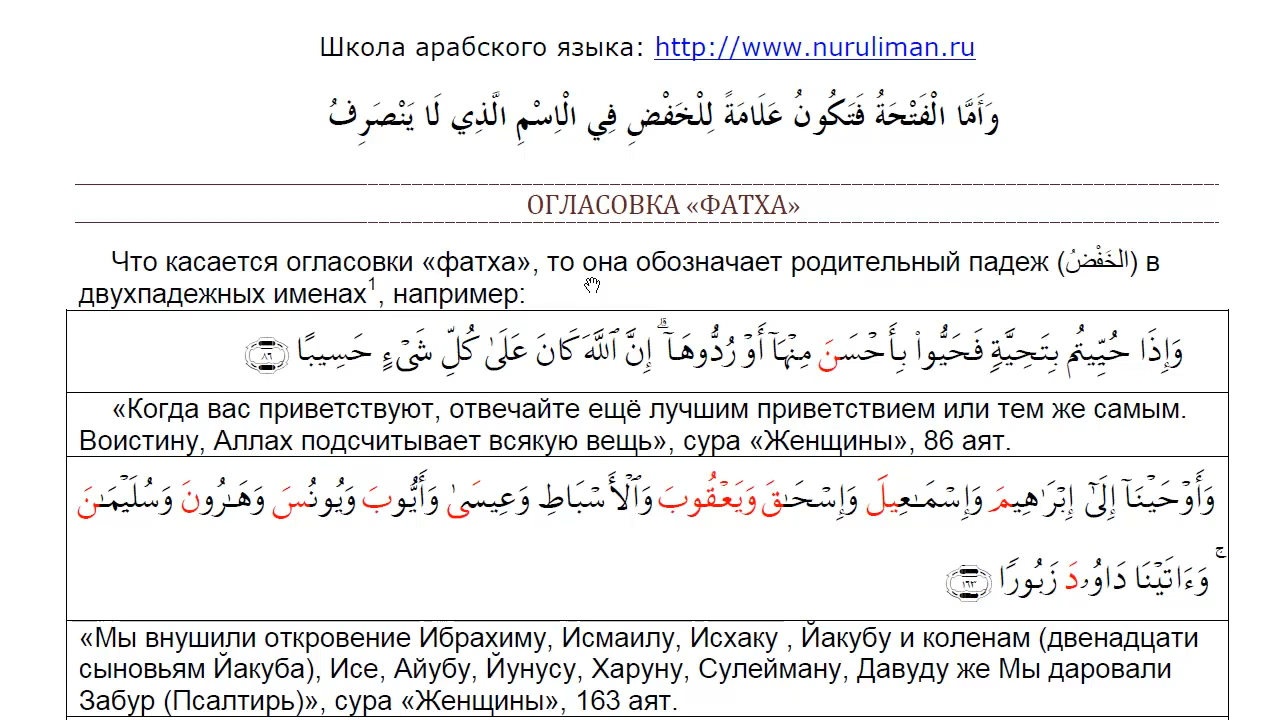 Школа арабского языка: http://www.nuruliman.ru
وَأَمَّا الْفَتْحَةُ فَتَكُونُ عَلَامَةً لِلْخَفْضِ فِي الْاِسْمِ الَّذِي لَا يَنْصَرِفُ
ОГЛАСОВКА «ФАТХА»
Что касается огласовки «фатха», то она обозначает родительный падеж (الخَفْضُ) в
двухпадежных именах¹, например:
وَإِذَا حُيِّيتُم بِتَحِيَّةٍ فَحَيُّوا۟ بِأَحْسَنَ مِنْهَآ أَوْ رُدُّوهَآ ۗ إِنَّ ٱللَّهَ كَانَ عَلَىٰ كُلِّ شَىْءٍ حَسِيبًا ٨٦
«Когда вас приветствуют, отвечайте ещё лучшим приветствием или тем же самым.
Воистину, Аллах подсчитывает всякую вещь», сура «Женщины», 86 аят.
وَأَوْحَيْنَآ إِلَىٰٓ إِبْرَٰهِيمَ وَإِسْمَـٰعِيلَ وَإِسْحَـٰقَ وَيَعْقُوبَ وَٱلْأَسْبَاطِ وَعِيسَىٰ وَأَيُّوبَ وَيُونُسَ وَهَـٰرُونَ وَسُلَيْمَـٰنَ
ۚ وَءَاتَيْنَا دَاوُۥدَ زَبُورًا ١٦٣
«Мы внушили откровение Ибрахиму, Исмаилу, Исхаку , Йакубу и коленам (двенадцати
сыновьям Йакуба), Исе, Айубу, Йунусу, Харуну, Сулейману, Давуду же Мы даровали
Забур (Псалтирь)», сура «Женщины», 163 аят.